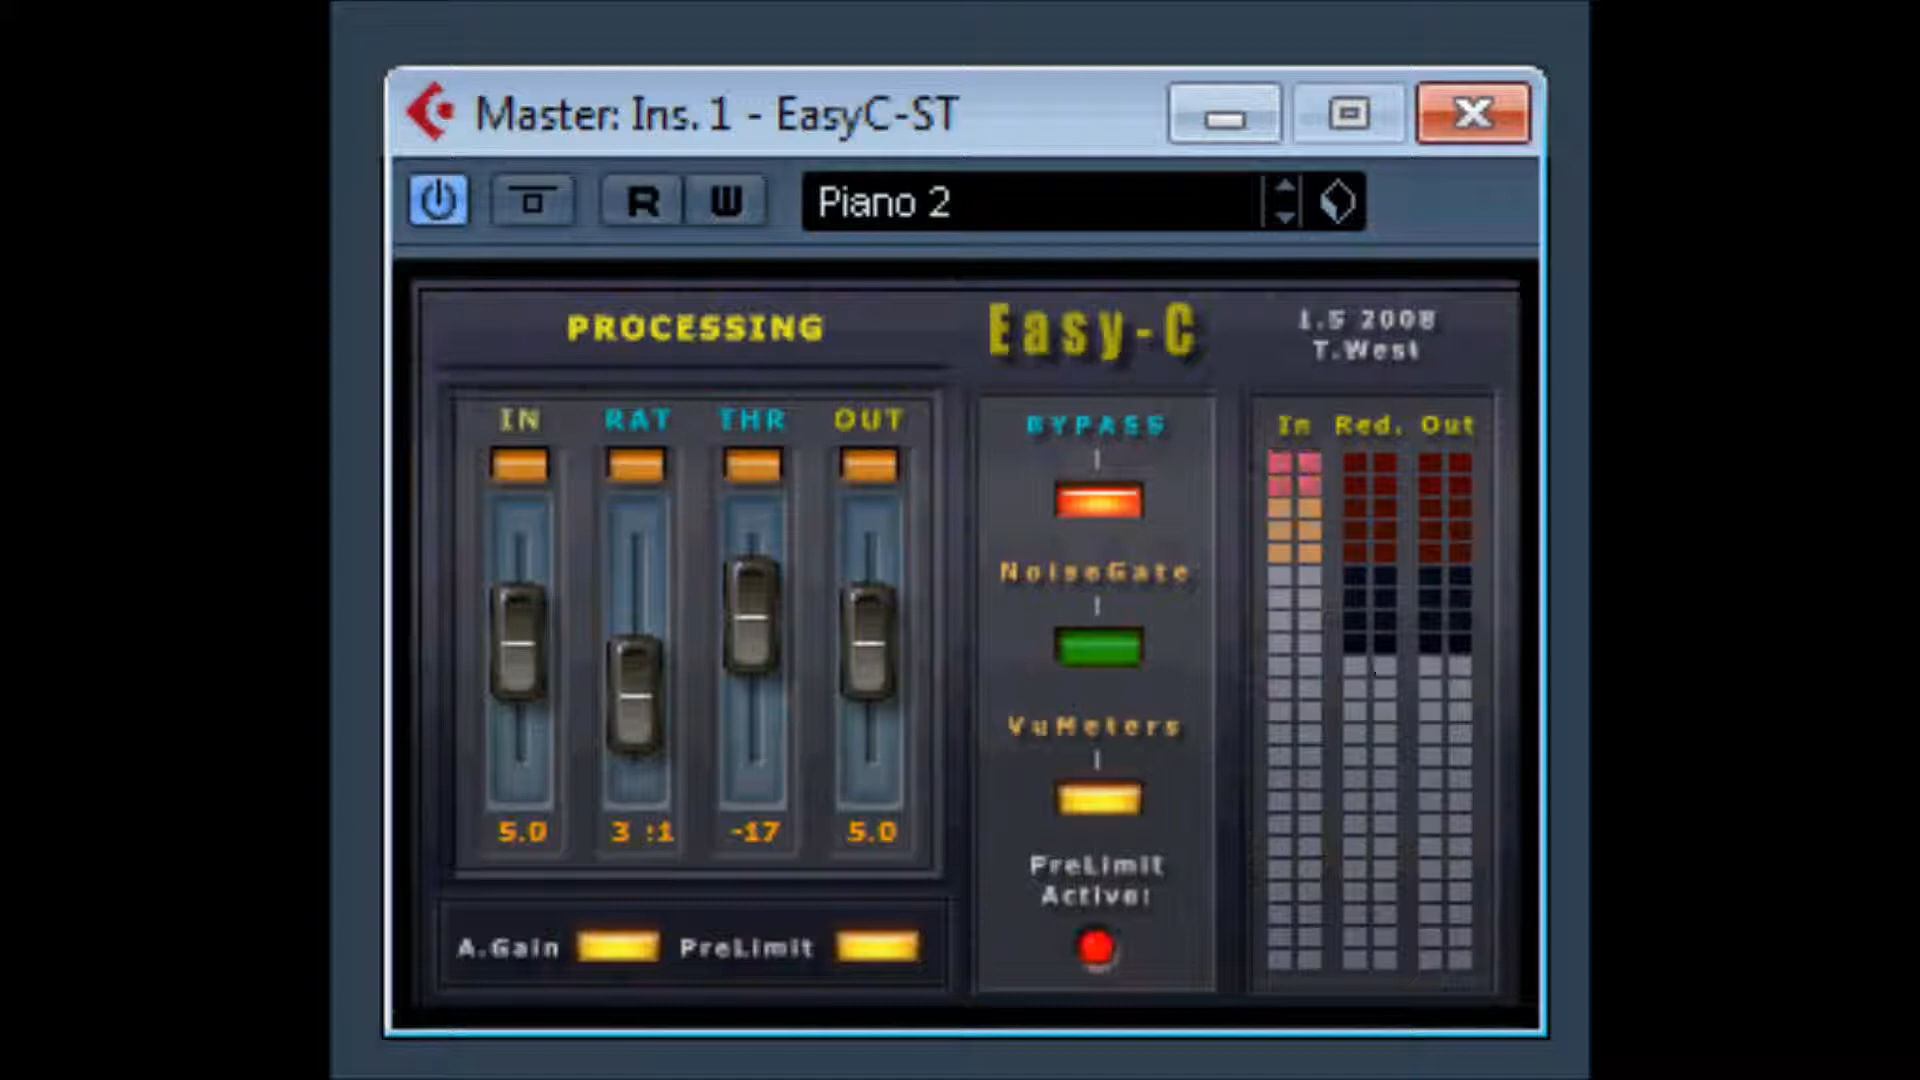 Master: Ins. 1 - EasyC-ST
R W Piano 2
PROCESSING
Easy-C
1.5 2008
T.West
IN RAT THR OUT
5.0 3 :1 -17 5.0
A.Gain PreLimit
BYPASS
NoiseGate
VuMeters
PreLimit
Active:
In Red. Out